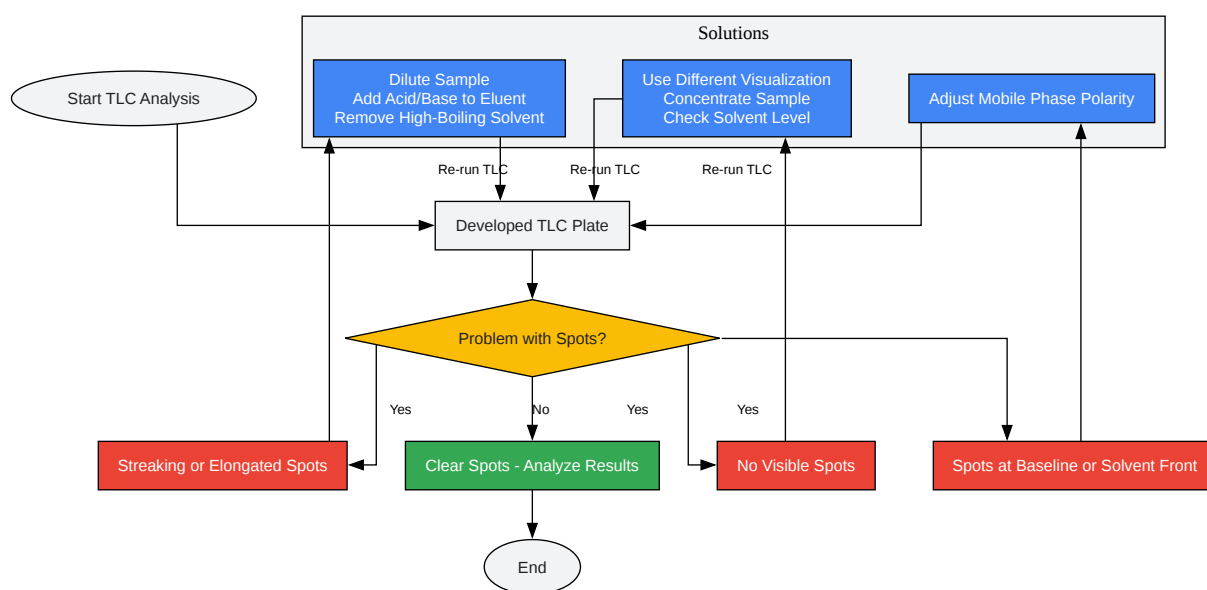 Solutions
Start TLC Analysis
Dilute Sample
Add Acid/Base to Eluent
Remove High-Boiling Solvent
Use Different Visualization
Concentrate Sample
Check Solvent Level
Adjust Mobile Phase Polarity
Re-run TLC
Re-run TLC
Re-run TLC
Developed TLC Plate
Problem with Spots?
Yes
No
Yes
Yes
Streaking or Elongated Spots
Clear Spots - Analyze Results
No Visible Spots
Spots at Baseline or Solvent Front
End